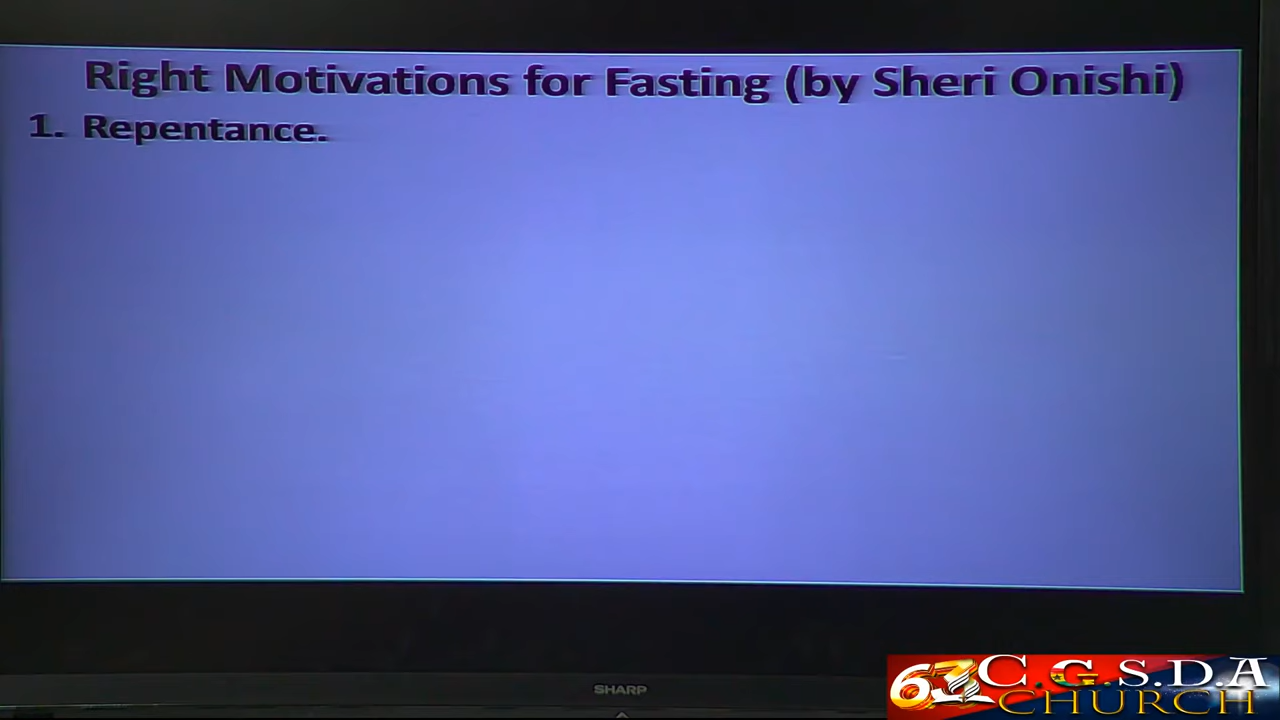 Right Motivations for Fasting (by Sheri Onishi)
1. Repentance.
SHARP
C.G.S.D.A
CHURCH